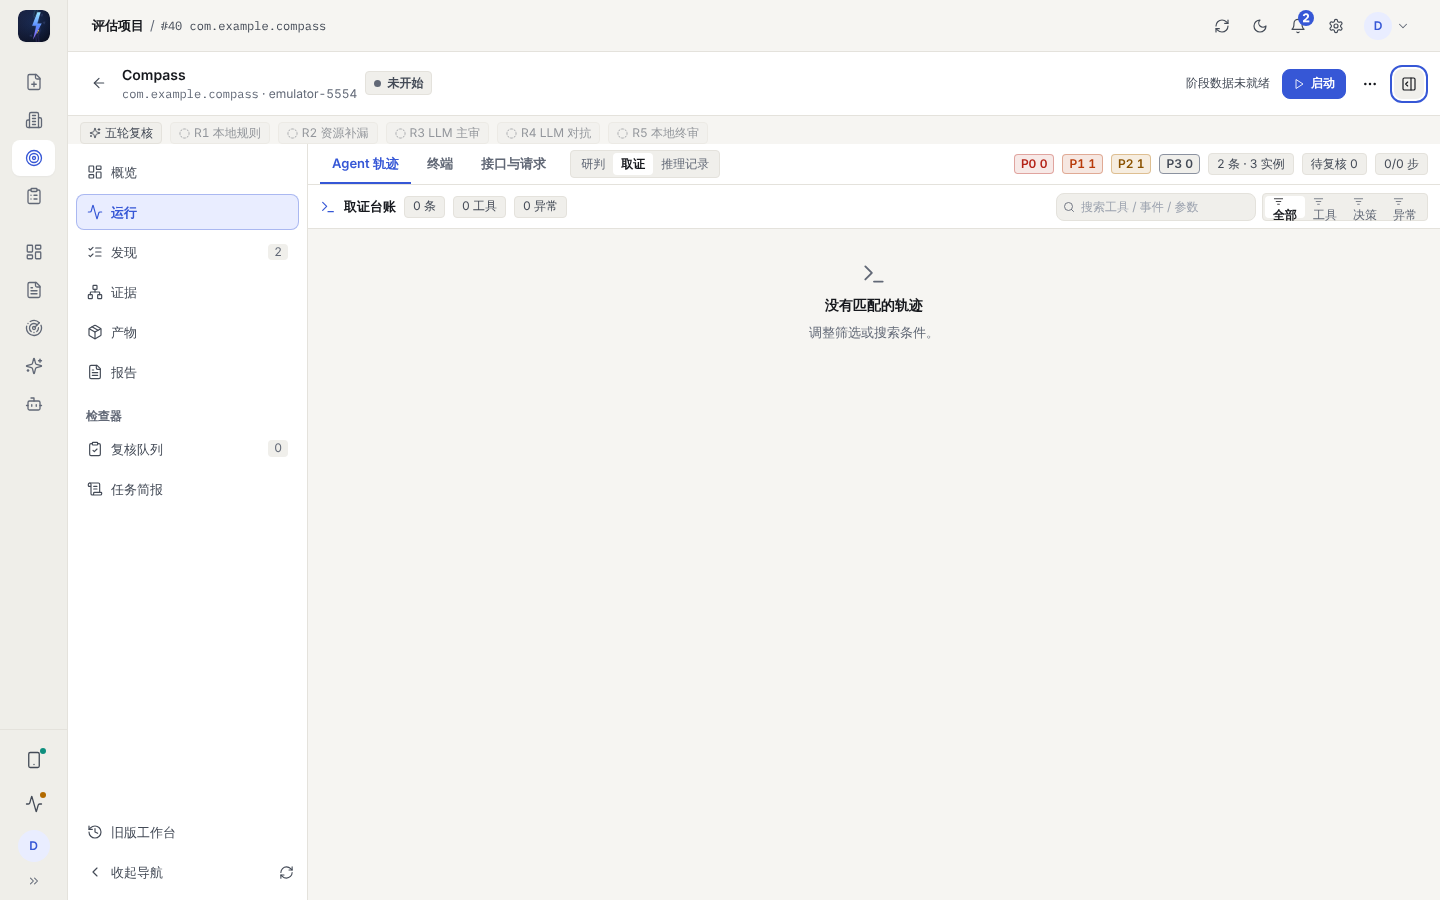 评估项目 / #40 com.example.compass
2
D
Compass
com.example.compass · emulator-5554
未开始
阶段数据未就绪
启动
五轮复核
R1 本地规则
R2 资源补漏
R3 LLM 主审
R4 LLM 对抗
R5 本地终审
概览
运行
发现 2
证据
产物
报告
检查器
复核队列 0
任务简报
旧版工作台
收起导航
D
Agent 轨迹
终端
接口与请求
研判
取证
推理记录
P0 0
P1 1
P2 1
P3 0
2 条 · 3 实例
待复核 0
0/0 步
取证台账
0 条
0 工具
0 异常
搜索工具 / 事件 / 参数
全部
工具
决策
异常
没有匹配的轨迹
调整筛选或搜索条件。